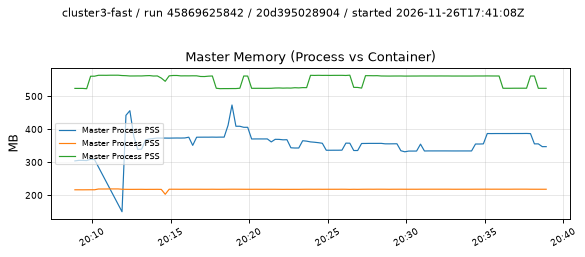 cluster3-fast / run 45869625842 / 20d395028904 / started 2026-11-26T17:41:08Z
Master Memory (Process vs Container)
MB
500
400
300
200
Master Process PSS
Master Process PSS
Master Process PSS
20:10
20:15
20:20
20:25
20:30
20:35
20:40